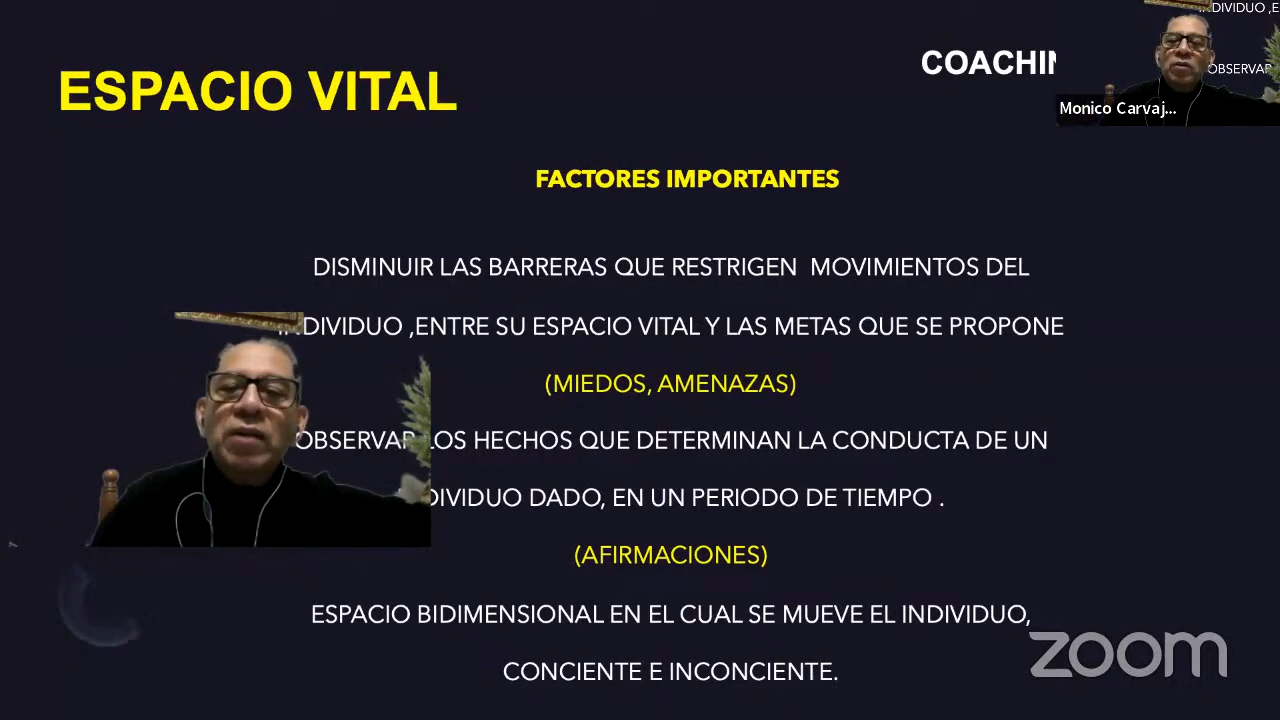 ESPACIO VITAL
COACHIN
DIVIDUO ,E
OBSERVAR
Monico Carvaj...
FACTORES IMPORTANTES
DISMINUIR LAS BARRERAS QUE RESTRIGEN MOVIMIENTOS DEL
INDIVIDUO ,ENTRE SU ESPACIO VITAL Y LAS METAS QUE SE PROPONE
(MIEDOS, AMENAZAS)
OBSERVAR LOS HECHOS QUE DETERMINAN LA CONDUCTA DE UN
DIVIDUO DADO, EN UN PERIODO DE TIEMPO .
(AFIRMACIONES)
ESPACIO BIDIMENSIONAL EN EL CUAL SE MUEVE EL INDIVIDUO,
CONCIENTE E INCONCIENTE.
zoom